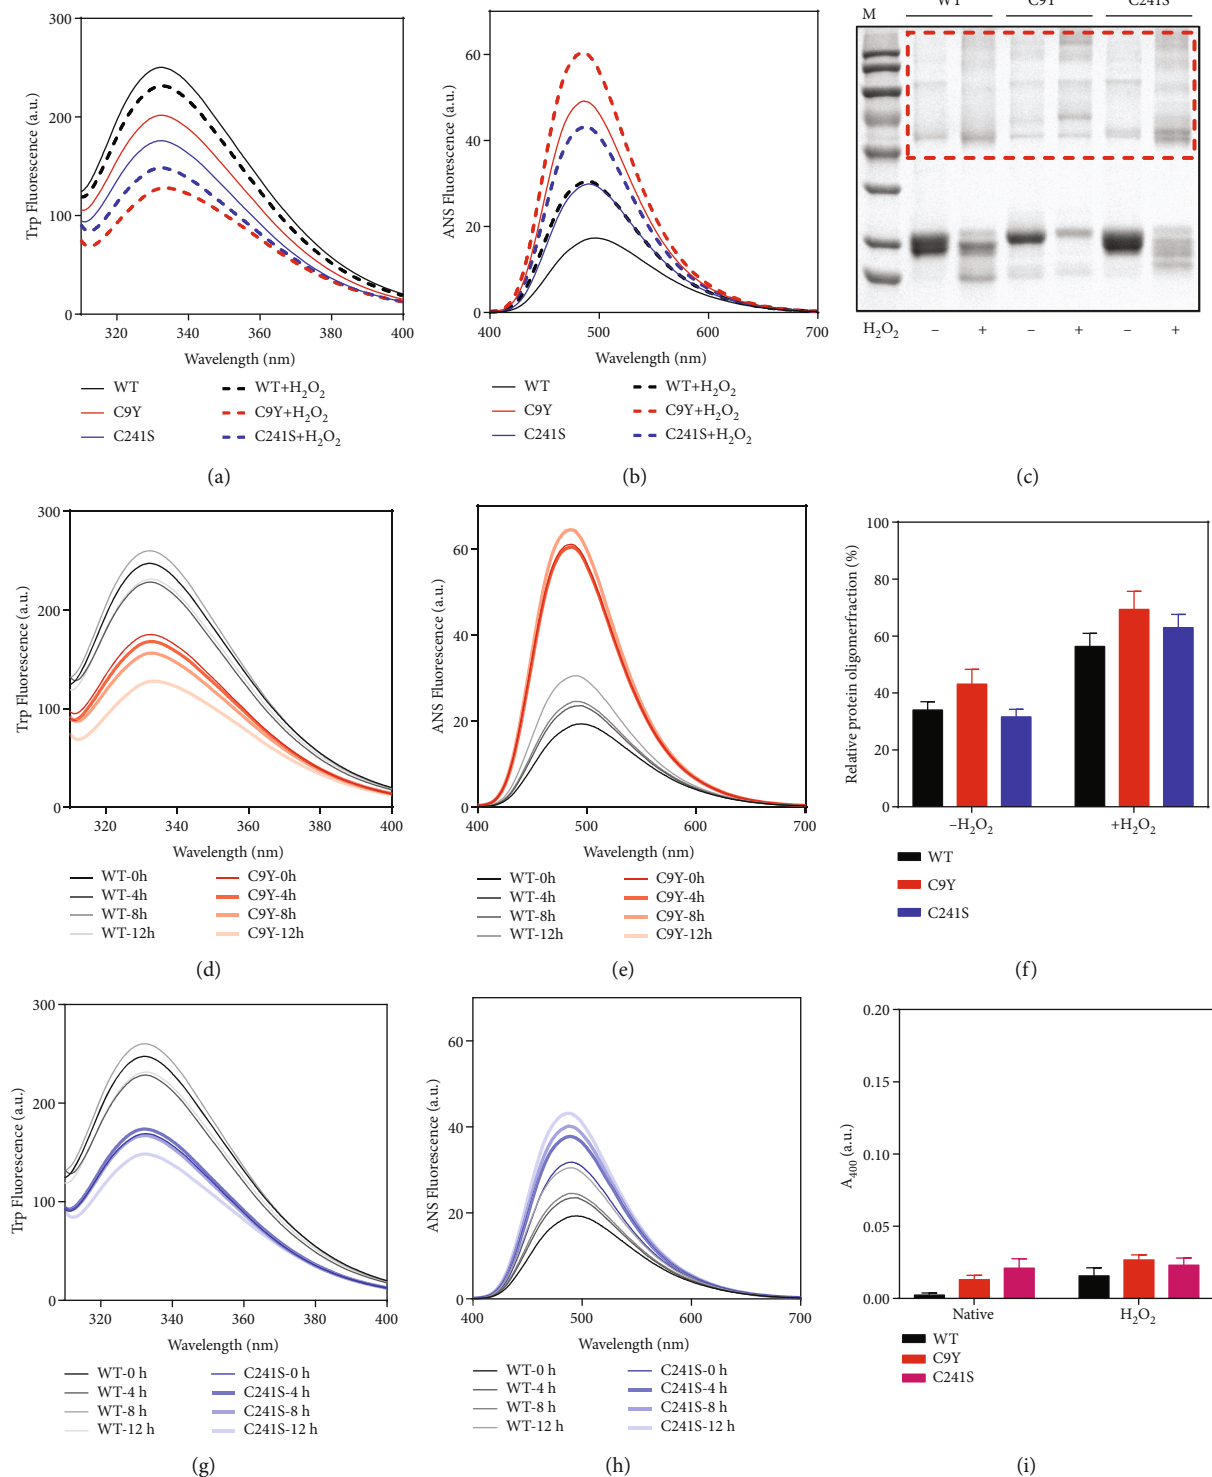 300
200
100
0
320
340
360
380
400
Trp Fluorescence (a.u.)
Wavelength (nm)
WT
C9Y
C241S
WT+H₂O₂
C9Y+H₂O₂
C241S+H₂O₂
(a)
60
40
20
0
400
500
600
700
ANS Fluorescence (a.u.)
Wavelength (nm)
WT
C9Y
C241S
WT+H₂O₂
C9Y+H₂O₂
C241S+H₂O₂
(b)
M
WT
C9Y
C241S
H₂O₂
– + – + – +
(c)
300
200
100
0
320
340
360
380
400
Trp Fluorescence (a.u.)
Wavelength (nm)
WT-0h
WT-4h
WT-8h
WT-12h
C9Y-0h
C9Y-4h
C9Y-8h
C9Y-12h
(d)
60
40
20
0
400
500
600
700
ANS Fluorescence (a.u.)
Wavelength (nm)
WT-0h
WT-4h
WT-8h
WT-12h
C9Y-0h
C9Y-4h
C9Y-8h
C9Y-12h
(e)
100
80
60
40
20
0
Relative protein oligomerfraction (%)
–H₂O₂
+H₂O₂
WT
C9Y
C241S
(f)
300
200
100
0
320
340
360
380
400
Trp Fluorescence (a.u.)
Wavelength (nm)
WT-0 h
WT-4 h
WT-8 h
WT-12 h
C241S-0 h
C241S-4 h
C241S-8 h
C241S-12 h
(g)
60
40
20
0
400
500
600
700
ANS Fluorescence (a.u.)
Wavelength (nm)
WT-0 h
WT-4 h
WT-8 h
WT-12 h
C241S-0 h
C241S-4 h
C241S-8 h
C241S-12 h
(h)
0.20
0.15
0.10
0.05
0.00
A₄₀₀ (a.u.)
Native
H₂O₂
WT
C9Y
C241S
(i)